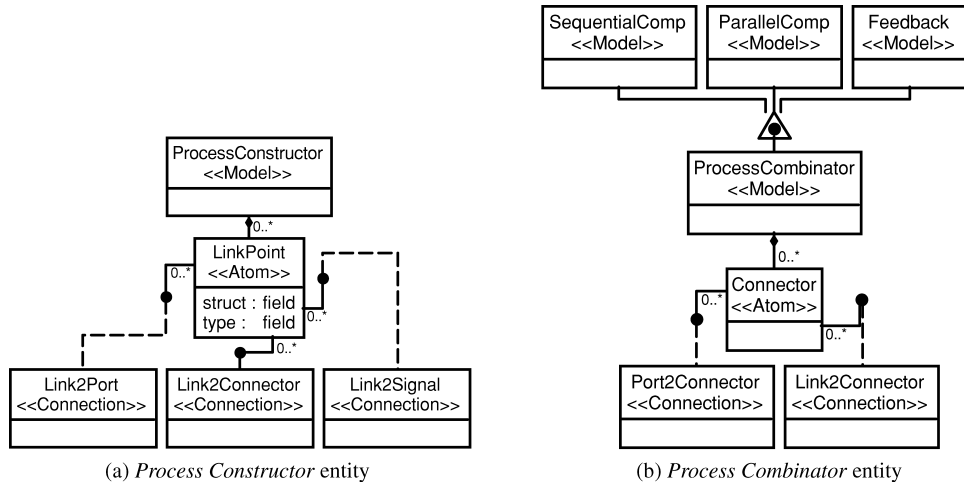 SequentialComp
<<Model>>
ParallelComp
<<Model>>
Feedback
<<Model>>
ProcessConstructor
<<Model>>
0..*
LinkPoint
<<Atom>>
struct : field
type : field
0..*
0..*
0..*
Link2Port
<<Connection>>
Link2Connector
<<Connection>>
Link2Signal
<<Connection>>
(a) Process Constructor entity
ProcessCombinator
<<Model>>
0..*
Connector
<<Atom>>
0..*
0..*
Port2Connector
<<Connection>>
Link2Connector
<<Connection>>
(b) Process Combinator entity